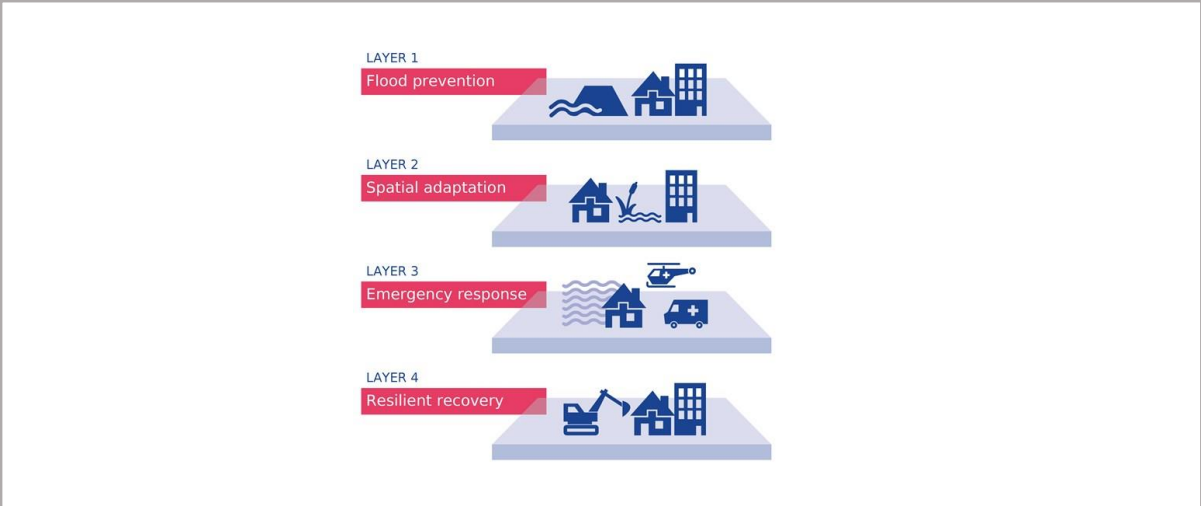 LAYER 1
Flood prevention
LAYER 2
Spatial adaptation
LAYER 3
Emergency response
LAYER 4
Resilient recovery